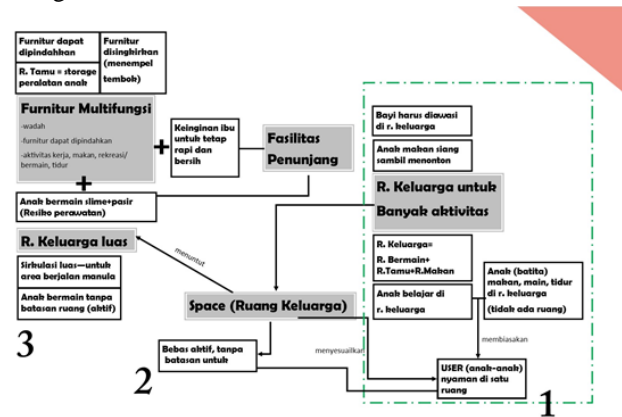 Furnitur dapat
dipindahkan
Furnitur
disingkirkan
(menempel
tembok)
R. Tamu = storage
peralatan anak
Furnitur Multifungsi
-wadah
-furnitur dapat dipindahkan
-aktivitas kerja, makan, rekreasi/
bermain, tidur
+
Keinginan ibu
untuk tetap
rapi dan
bersih
Fasilitas
Penunjang
+
Anak bermain slime+pasir
(Resiko perawatan)
R. Keluarga luas
Sirkulasi luas—untuk
area berjalan manula
Anak bermain tanpa
batasan ruang (aktif)
3
menuntut
Space (Ruang Keluarga)
Bebas aktif, tanpa
batasan untuk
2
menyesuailkan
Bayi harus diawasi
di r. keluarga
Anak makan siang
sambil menonton
R. Keluarga untuk
Banyak aktivitas
R. Keluarga=
R. Bermain+
R.Tamu+R.Makan
Anak belajar di
r. keluarga
Anak (batita)
makan, main, tidur
di r. keluarga
(tidak ada ruang)
membiasakan
USER (anak-anak)
nyaman di satu
ruang
1